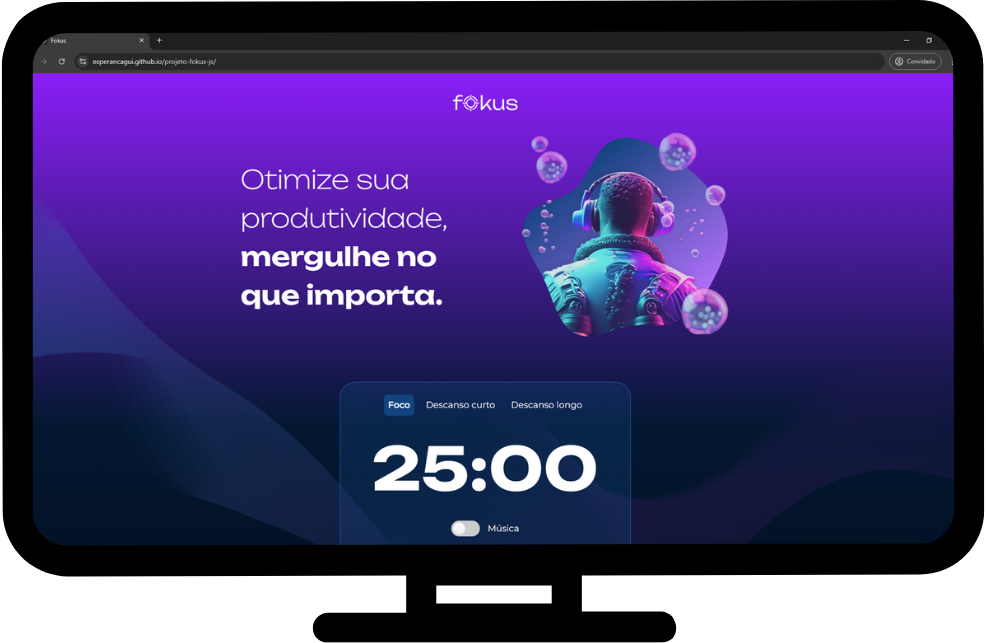 Fokus
esperancagui.github.io/projeto-fokus-js/
Convidado
fokus
Otimize sua
produtividade,
mergulhe no
que importa.
Foco Descanso curto Descanso longo
25:00
Música